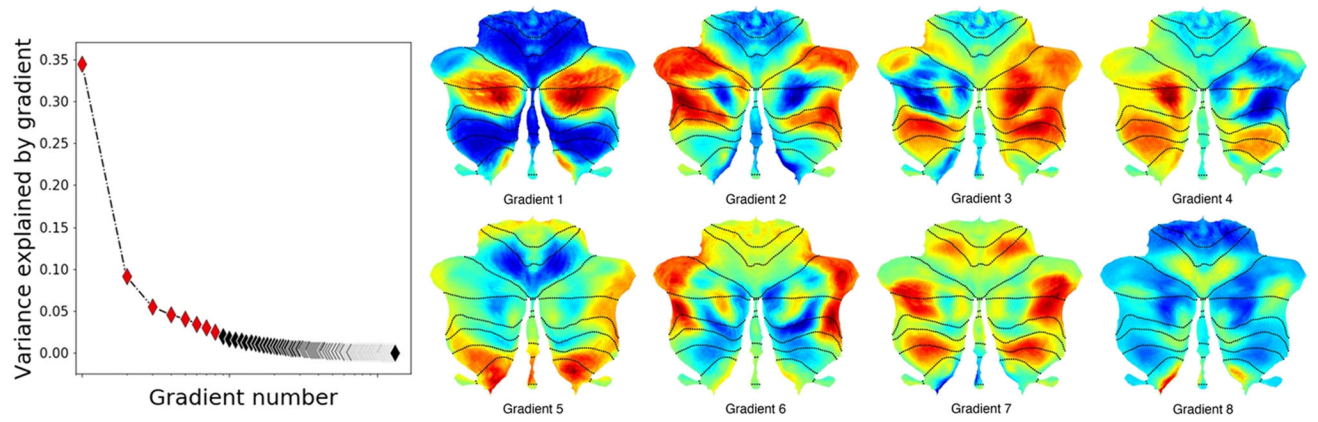 Variance explained by gradient
0.35
0.30
0.25
0.20
0.15
0.10
0.05
0.00
Gradient number
Gradient 1
Gradient 2
Gradient 3
Gradient 4
Gradient 5
Gradient 6
Gradient 7
Gradient 8